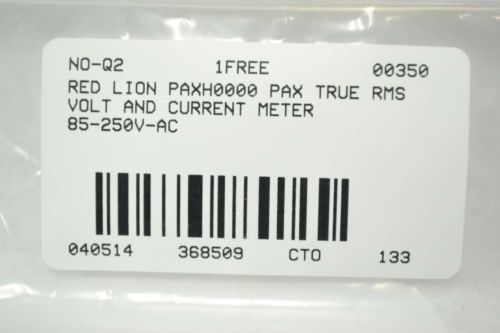 NO-Q2 1FREE 00350
RED LION PAXH0000 PAX TRUE RMS
VOLT AND CURRENT METER
85-250V-AC
040514 368509 CTO 133